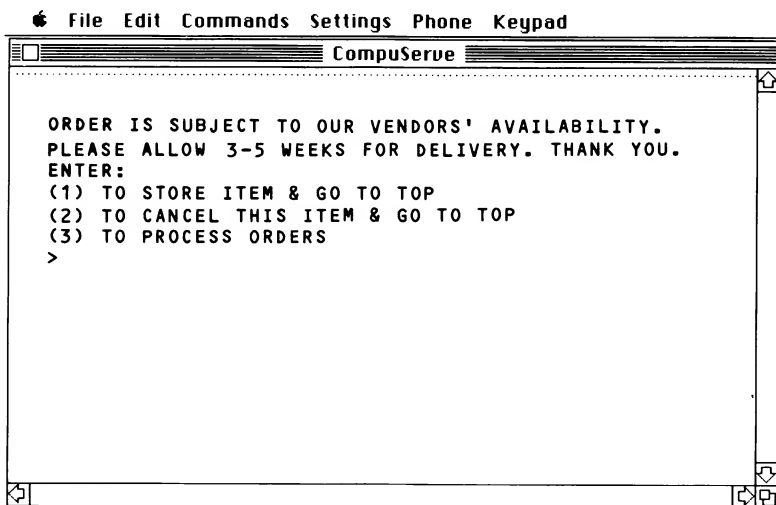 File Edit Commands Settings Phone Keypad
CompuServe
ORDER IS SUBJECT TO OUR VENDORS' AVAILABILITY.
PLEASE ALLOW 3-5 WEEKS FOR DELIVERY. THANK YOU.
ENTER:
(1) TO STORE ITEM & GO TO TOP
(2) TO CANCEL THIS ITEM & GO TO TOP
(3) TO PROCESS ORDERS
>